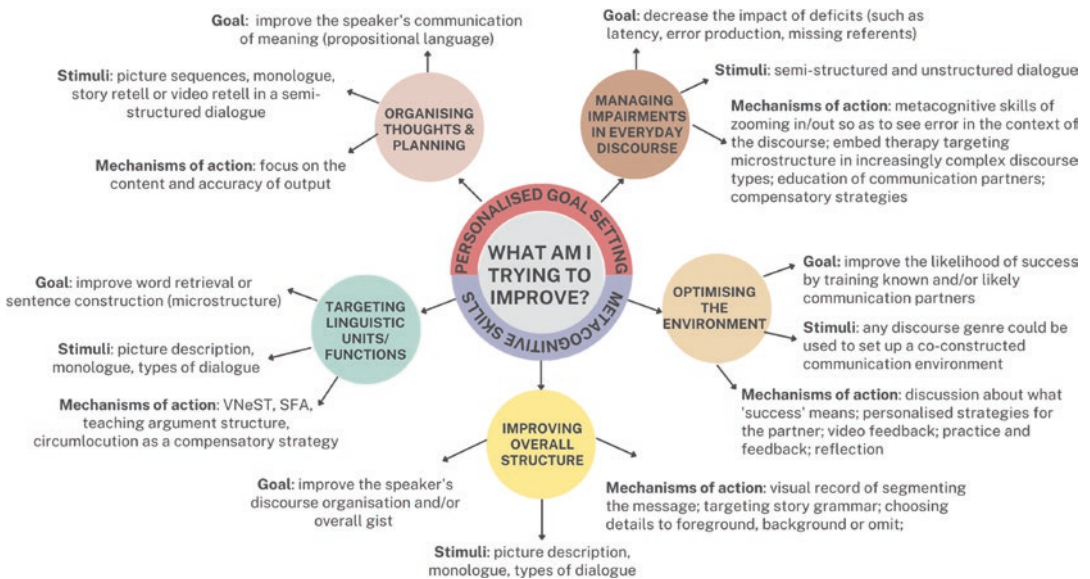 Goal: improve the speaker's communication
of meaning (propositional language)
Stimuli: picture sequences, monologue,
story retell or video retell in a semi-
structured dialogue
Mechanisms of action: focus on the
content and accuracy of output
ORGANISING
THOUGHTS &
PLANNING
Goal: decrease the impact of deficits (such as
latency, error production, missing referents)
Stimuli: semi-structured and unstructured dialogue
Mechanisms of action: metacognitive skills of
zooming in/out so as to see error in the context of
the discourse; embed therapy targeting
microstructure in increasingly complex discourse
types; education of communication partners;
compensatory strategies
MANAGING
IMPAIRMENTS
IN EVERYDAY
DISCOURSE
PERSONALISED GOAL SETTING
WHAT AM I
TRYING TO
IMPROVE?
METACOGNITIVE SKILLS
Goal: improve word retrieval or
sentence construction (microstructure)
Stimuli: picture description,
monologue, types of dialogue
Mechanisms of action: VNeST, SFA,
teaching argument structure,
circumlocution as a compensatory strategy
TARGETING
LINGUISTIC
UNITS/
FUNCTIONS
OPTIMISING
THE
ENVIRONMENT
Goal: improve the likelihood of success
by training known and/or likely
communication partners
Stimuli: any discourse genre could be
used to set up a co-constructed
communication environment
Mechanisms of action: discussion about what
'success' means; personalised strategies for
the partner; video feedback; practice and
feedback; reflection
IMPROVING
OVERALL
STRUCTURE
Goal: improve the speaker's
discourse organisation and/or
overall gist
Stimuli: picture description,
monologue, types of dialogue
Mechanisms of action: visual record of segmenting
the message; targeting story grammar; choosing
details to foreground, background or omit;